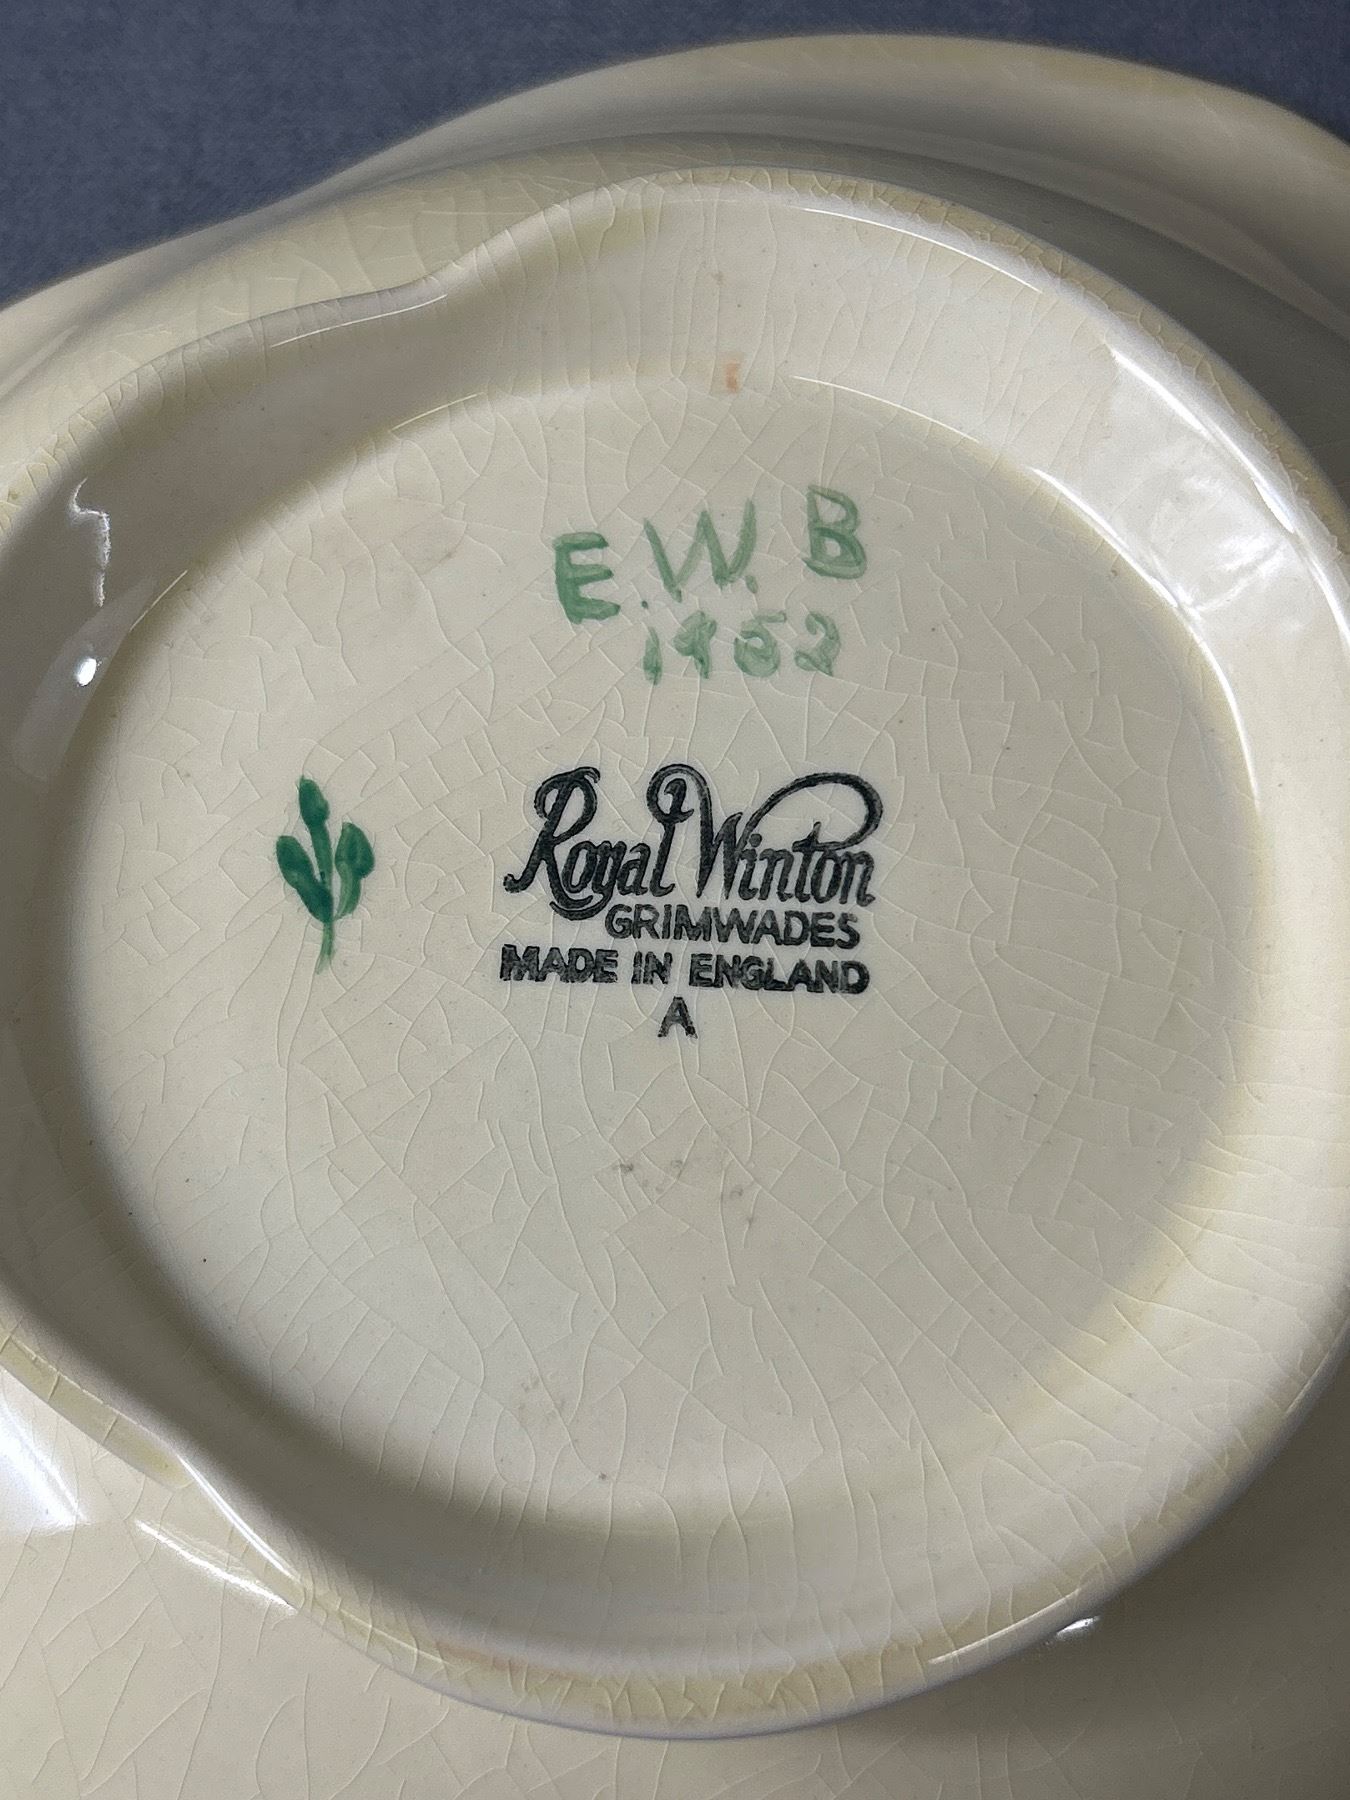 E.W.B
1952
Royal Winton
GRIMWADES
MADE IN ENGLAND
A